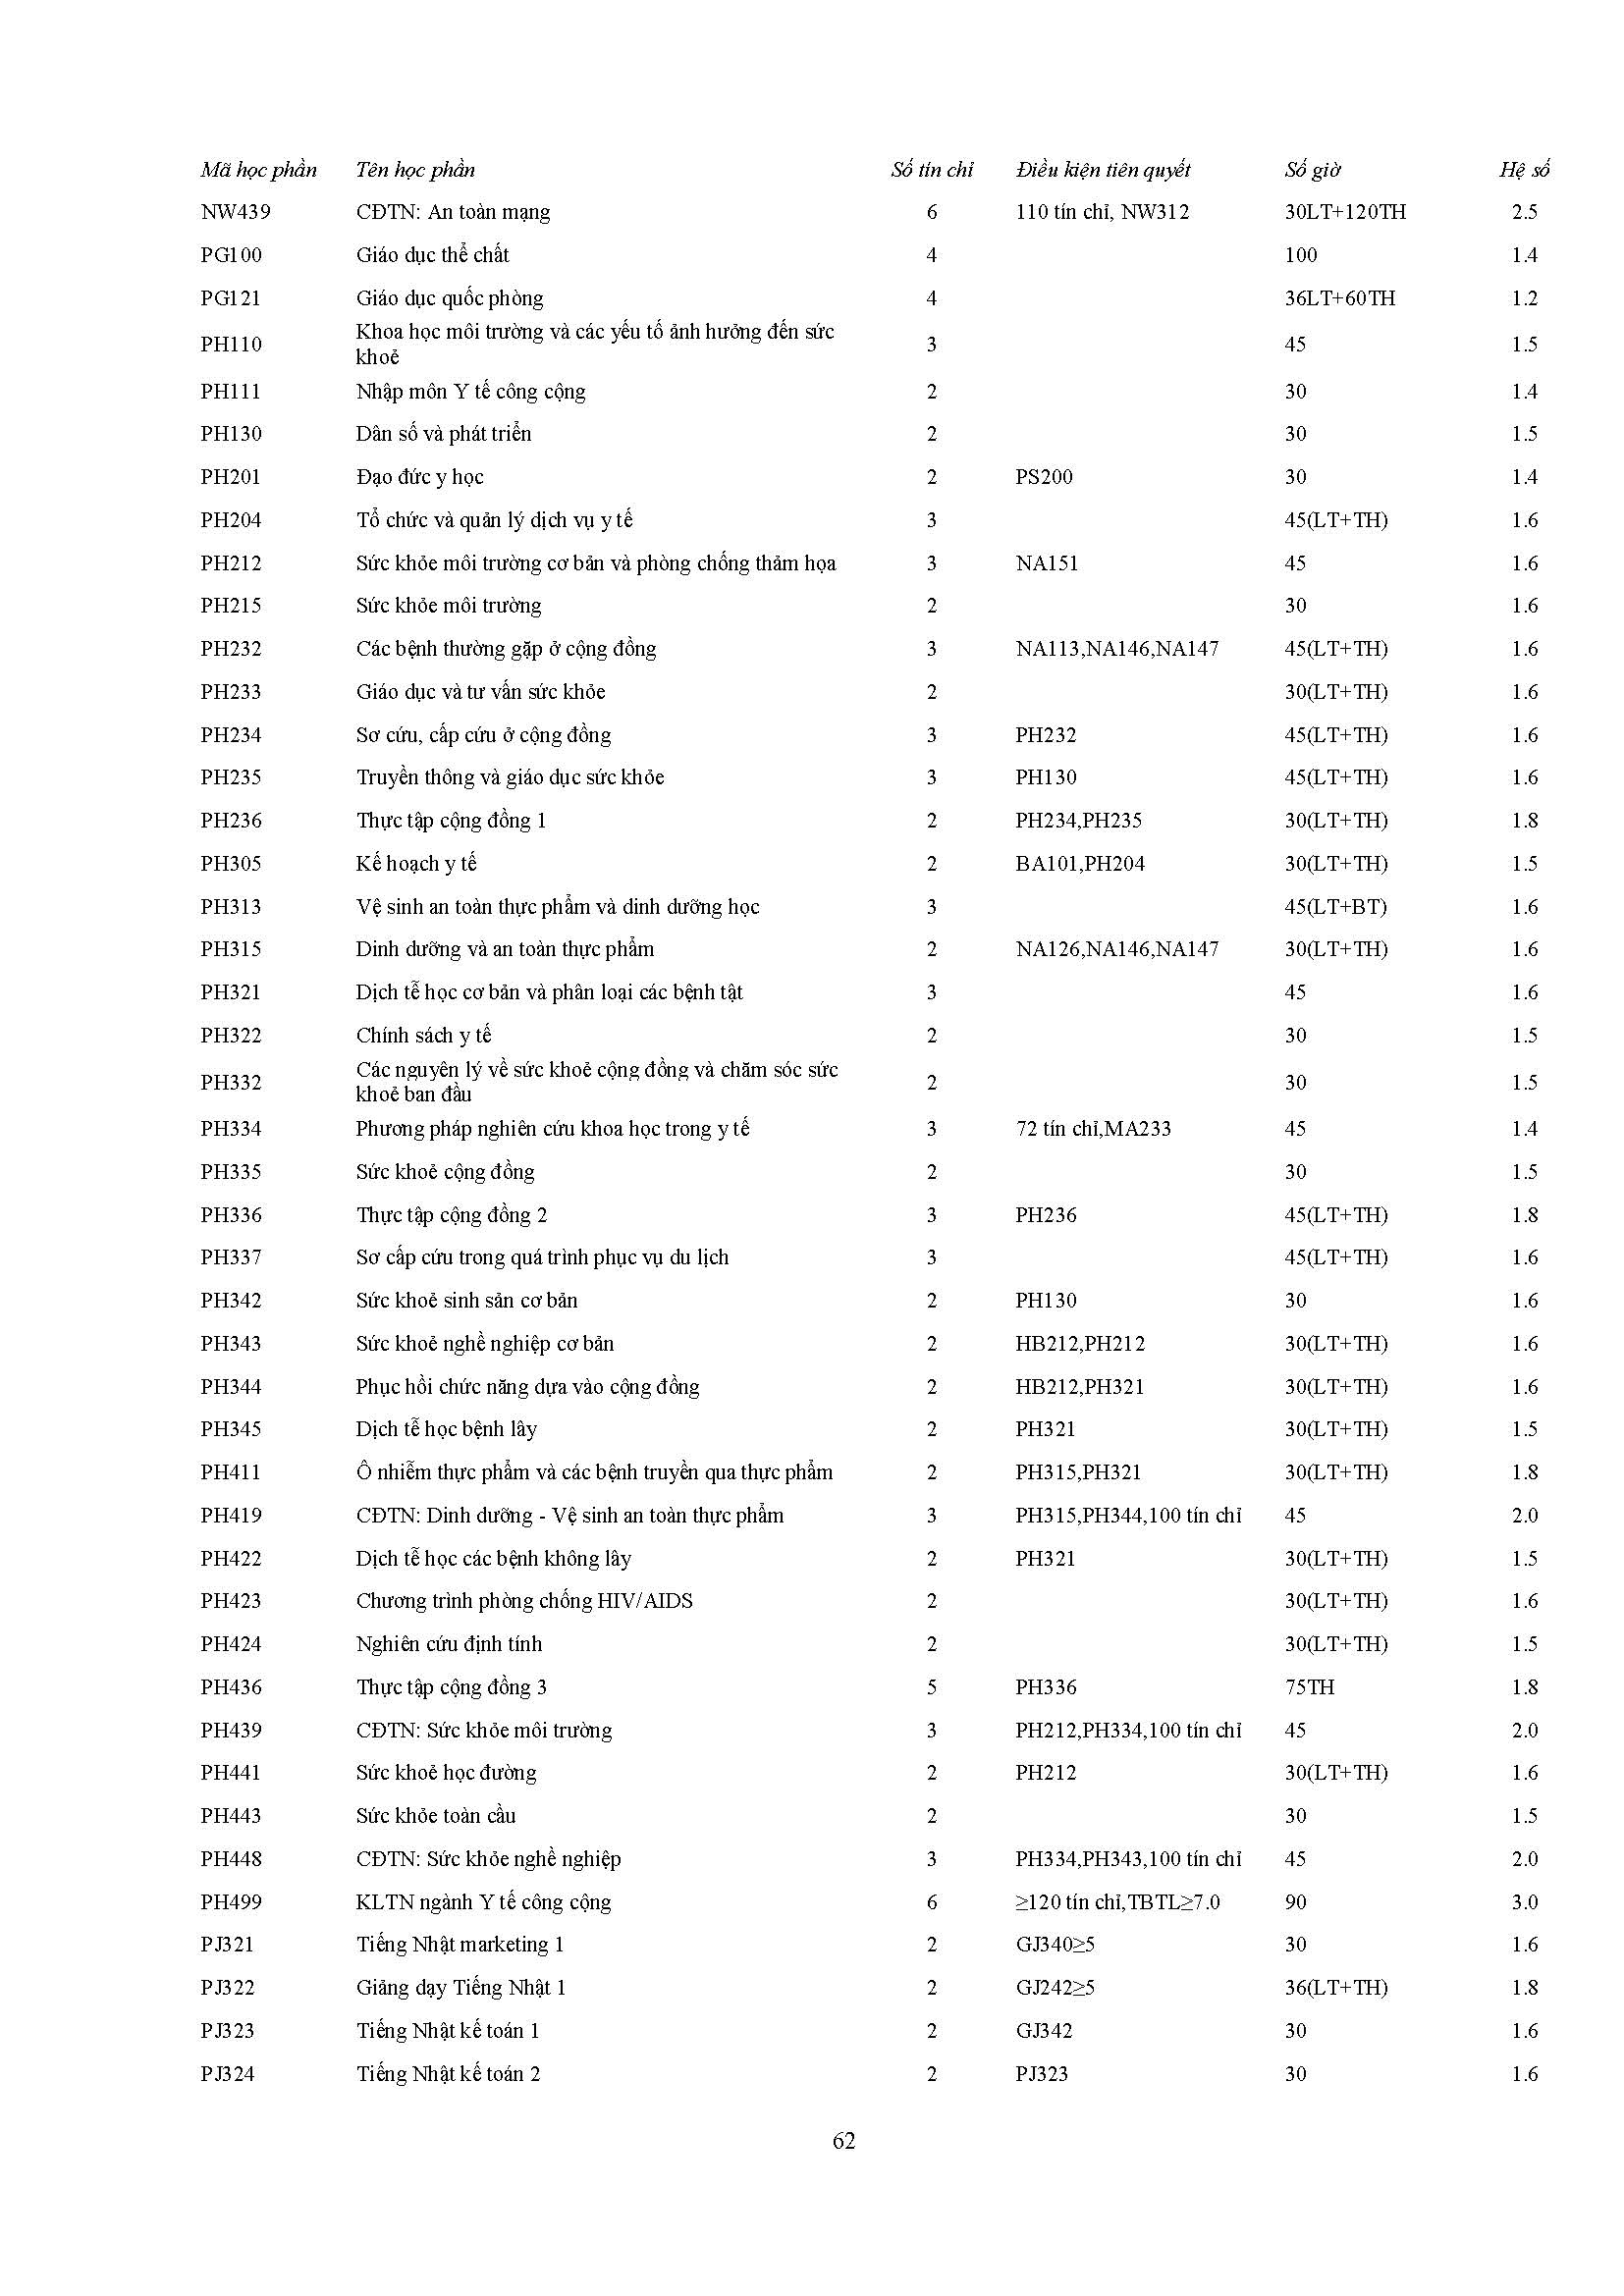 Mã học phần Tên học phần Số tín chỉ Điều kiện tiên quyết Số giờ Hệ số
NW439 CĐTN: An toàn mạng 6 110 tín chỉ, NW312 30LT+120TH 2.5
PG100 Giáo dục thể chất 4 100 1.4
PG121 Giáo dục quốc phòng 4 36LT+60TH 1.2
PH110 Khoa học môi trường và các yếu tố ảnh hưởng đến sức
khoẻ 3 45 1.5
PH111 Nhập môn Y tế công cộng 2 30 1.4
PH130 Dân số và phát triển 2 30 1.5
PH201 Đạo đức y học 2 PS200 30 1.4
PH204 Tổ chức và quản lý dịch vụ y tế 3 45(LT+TH) 1.6
PH212 Sức khỏe môi trường cơ bản và phòng chống thảm họa 3 NA151 45 1.6
PH215 Sức khỏe môi trường 2 30 1.6
PH232 Các bệnh thường gặp ở cộng đồng 3 NA113,NA146,NA147 45(LT+TH) 1.6
PH233 Giáo dục và tư vấn sức khỏe 2 30(LT+TH) 1.6
PH234 Sơ cứu, cấp cứu ở cộng đồng 3 PH232 45(LT+TH) 1.6
PH235 Truyền thông và giáo dục sức khỏe 3 PH130 45(LT+TH) 1.6
PH236 Thực tập cộng đồng 1 2 PH234,PH235 30(LT+TH) 1.8
PH305 Kế hoạch y tế 2 BA101,PH204 30(LT+TH) 1.5
PH313 Vệ sinh an toàn thực phẩm và dinh dưỡng học 3 45(LT+BT) 1.6
PH315 Dinh dưỡng và an toàn thực phẩm 2 NA126,NA146,NA147 30(LT+TH) 1.6
PH321 Dịch tễ học cơ bản và phân loại các bệnh tật 3 45 1.6
PH322 Chính sách y tế 2 30 1.5
PH332 Các nguyên lý về sức khoẻ cộng đồng và chăm sóc sức
khoẻ ban đầu 2 30 1.5
PH334 Phương pháp nghiên cứu khoa học trong y tế 3 72 tín chỉ,MA233 45 1.4
PH335 Sức khoẻ cộng đồng 2 30 1.5
PH336 Thực tập cộng đồng 2 3 PH236 45(LT+TH) 1.8
PH337 Sơ cấp cứu trong quá trình phục vụ du lịch 3 45(LT+TH) 1.6
PH342 Sức khoẻ sinh sản cơ bản 2 PH130 30 1.6
PH343 Sức khoẻ nghề nghiệp cơ bản 2 HB212,PH212 30(LT+TH) 1.6
PH344 Phục hồi chức năng dựa vào cộng đồng 2 HB212,PH321 30(LT+TH) 1.6
PH345 Dịch tễ học bệnh lây 2 PH321 30(LT+TH) 1.5
PH411 Ô nhiễm thực phẩm và các bệnh truyền qua thực phẩm 2 PH315,PH321 30(LT+TH) 1.8
PH419 CĐTN: Dinh dưỡng - Vệ sinh an toàn thực phẩm 3 PH315,PH344,100 tín chỉ 45 2.0
PH422 Dịch tễ học các bệnh không lây 2 PH321 30(LT+TH) 1.5
PH423 Chương trình phòng chống HIV/AIDS 2 30(LT+TH) 1.6
PH424 Nghiên cứu định tính 2 30(LT+TH) 1.5
PH436 Thực tập cộng đồng 3 5 PH336 75TH 1.8
PH439 CĐTN: Sức khỏe môi trường 3 PH212,PH334,100 tín chỉ 45 2.0
PH441 Sức khoẻ học đường 2 PH212 30(LT+TH) 1.6
PH443 Sức khỏe toàn cầu 2 30 1.5
PH448 CĐTN: Sức khỏe nghề nghiệp 3 PH334,PH343,100 tín chỉ 45 2.0
PH499 KLTN ngành Y tế công cộng 6 ≥120 tín chỉ,TBTL≥7.0 90 3.0
PJ321 Tiếng Nhật marketing 1 2 GJ340≥5 30 1.6
PJ322 Giảng dạy Tiếng Nhật 1 2 GJ242≥5 36(LT+TH) 1.8
PJ323 Tiếng Nhật kế toán 1 2 GJ342 30 1.6
PJ324 Tiếng Nhật kế toán 2 2 PJ323 30 1.6
62